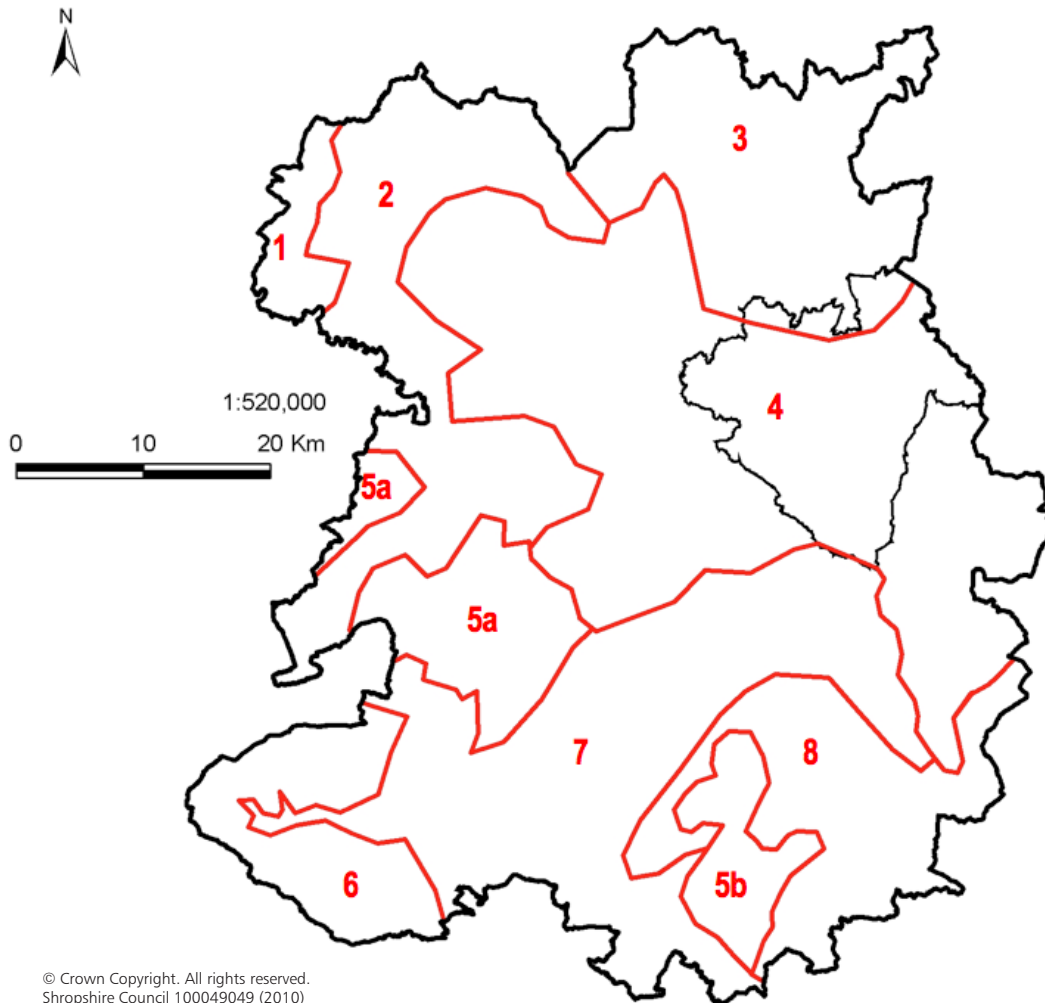 N
3
2
1
1:520,000
0 10 20 Km
4
5a
5a
7
8
6
5b
© Crown Copyright. All rights reserved.
Shropshire Council 100049049 (2010)